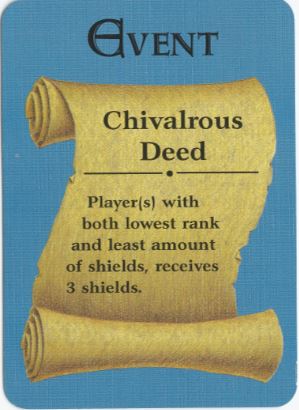 EVENT
Chivalrous
Deed
Player(s) with
both lowest rank
and least amount
of shields, receives
3 shields.